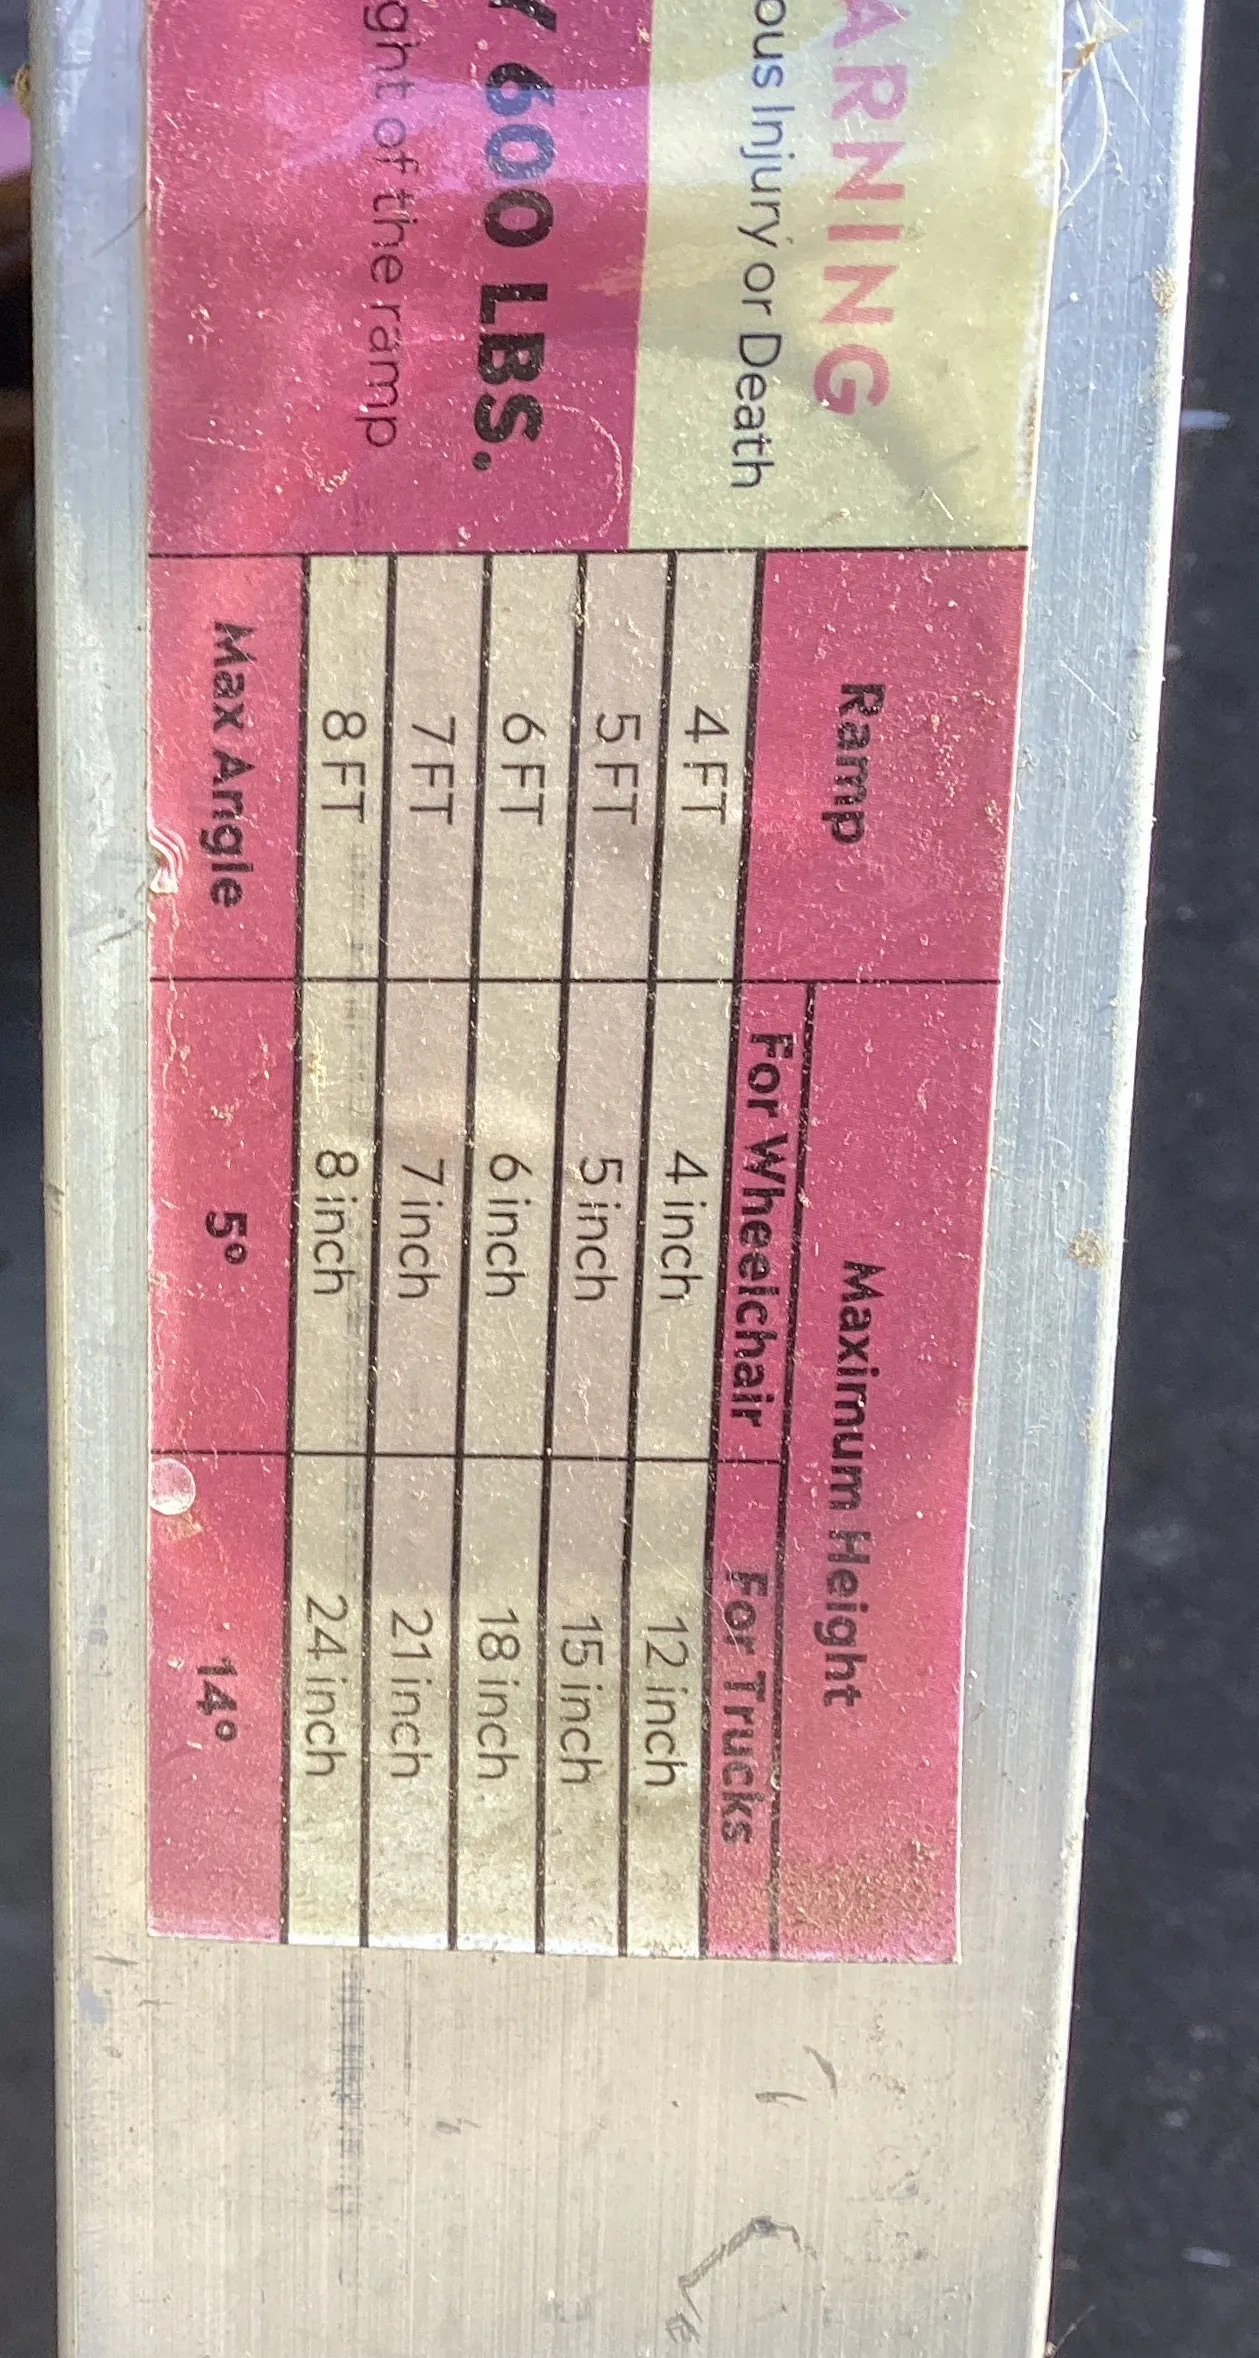 ARNING
ous Injury or Death
Y 600 LBS.
ght of the ramp
Ramp Maximum Height
For Wheelchair For Trucks
4 FT 4 inch 12 inch
5 FT 5 inch 15 inch
6 FT 6 inch 18 inch
7 FT 7 inch 21 inch
8 FT 8 inch 24 inch
Max Angle 5° 14°